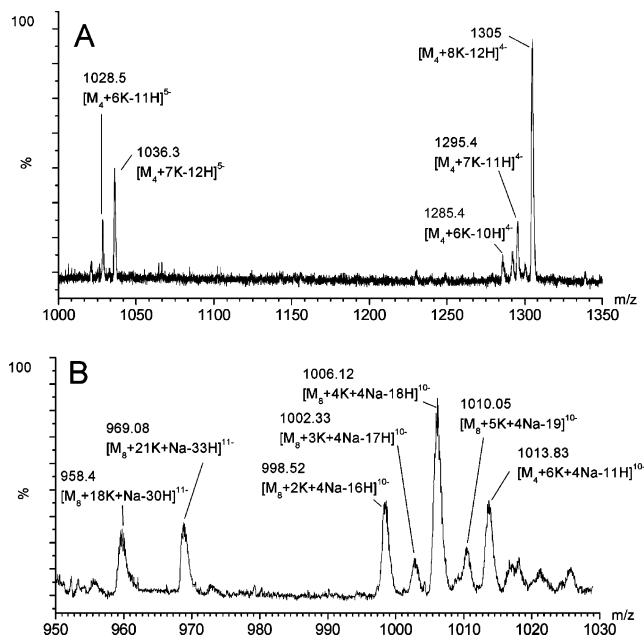 100
A
1305
[M4+8K-12H]4-
1028.5
[M4+6K-11H]5-
1036.3
[M4+7K-12H]5-
1295.4
[M4+7K-11H]4-
1285.4
[M4+6K-10H]4-
%
1000 1050 1100 1150 1200 1250 1300 1350
m/z
100
B
1006.12
[M8+4K+4Na-18H]10-
969.08
[M8+21K+Na-33H]11-
1002.33
[M8+3K+4Na-17H]10-
1010.05
[M8+5K+4Na-19]10-
958.4
[M8+18K+Na-30H]11-
998.52
[M8+2K+4Na-16H]10-
1013.83
[M4+6K+4Na-11H]10-
%
950 960 970 980 990 1000 1010 1020 1030
m/z